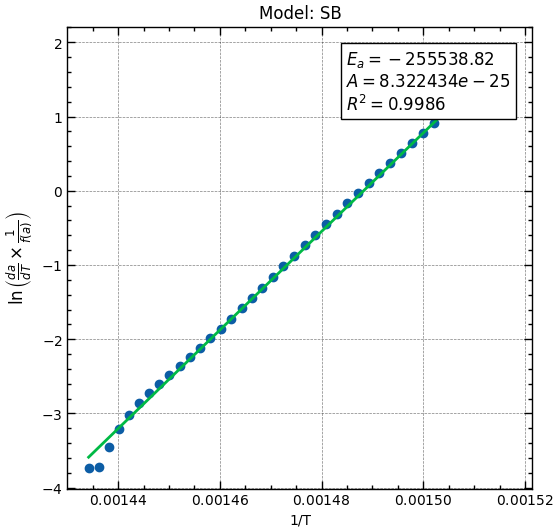 Model: SB
2
1
0
−1
−2
−3
−4
ln(da/dT × 1/f(a))
E_a = −255538.82
A = 8.322434e − 25
R² = 0.9986
0.00144 0.00146 0.00148 0.00150 0.00152
1/T